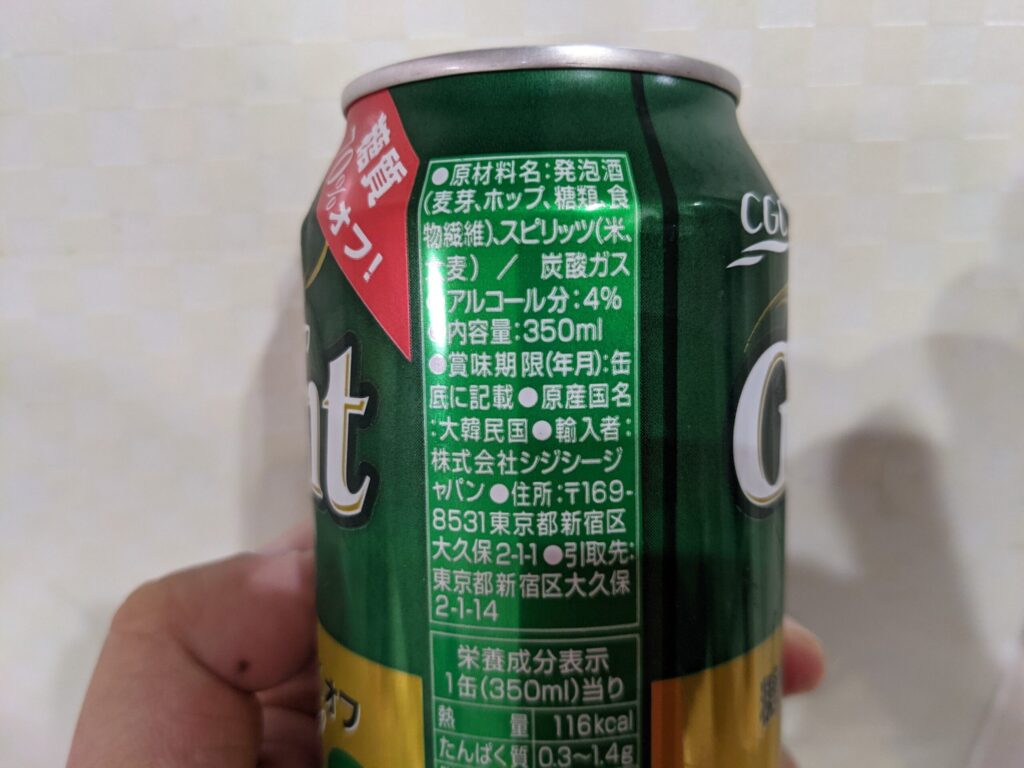 糖質
70%オフ!
●原材料名:発泡酒
(麦芽、ホップ、糖類、食
物繊維)、スピリッツ(米、
麦) / 炭酸ガス
アルコール分:4%
●内容量:350ml
●賞味期限(年月):缶
底に記載●原産国名
:大韓民国●輸入者:
株式会社シジシージ
ャパン●住所:〒169-
8531東京都新宿区
大久保2-1-1●引取先:
東京都新宿区大久保
2-1-14
栄養成分表示
1缶(350ml)当り
熱量 116kcal
たんぱく質 0.3~1.4g
CGC